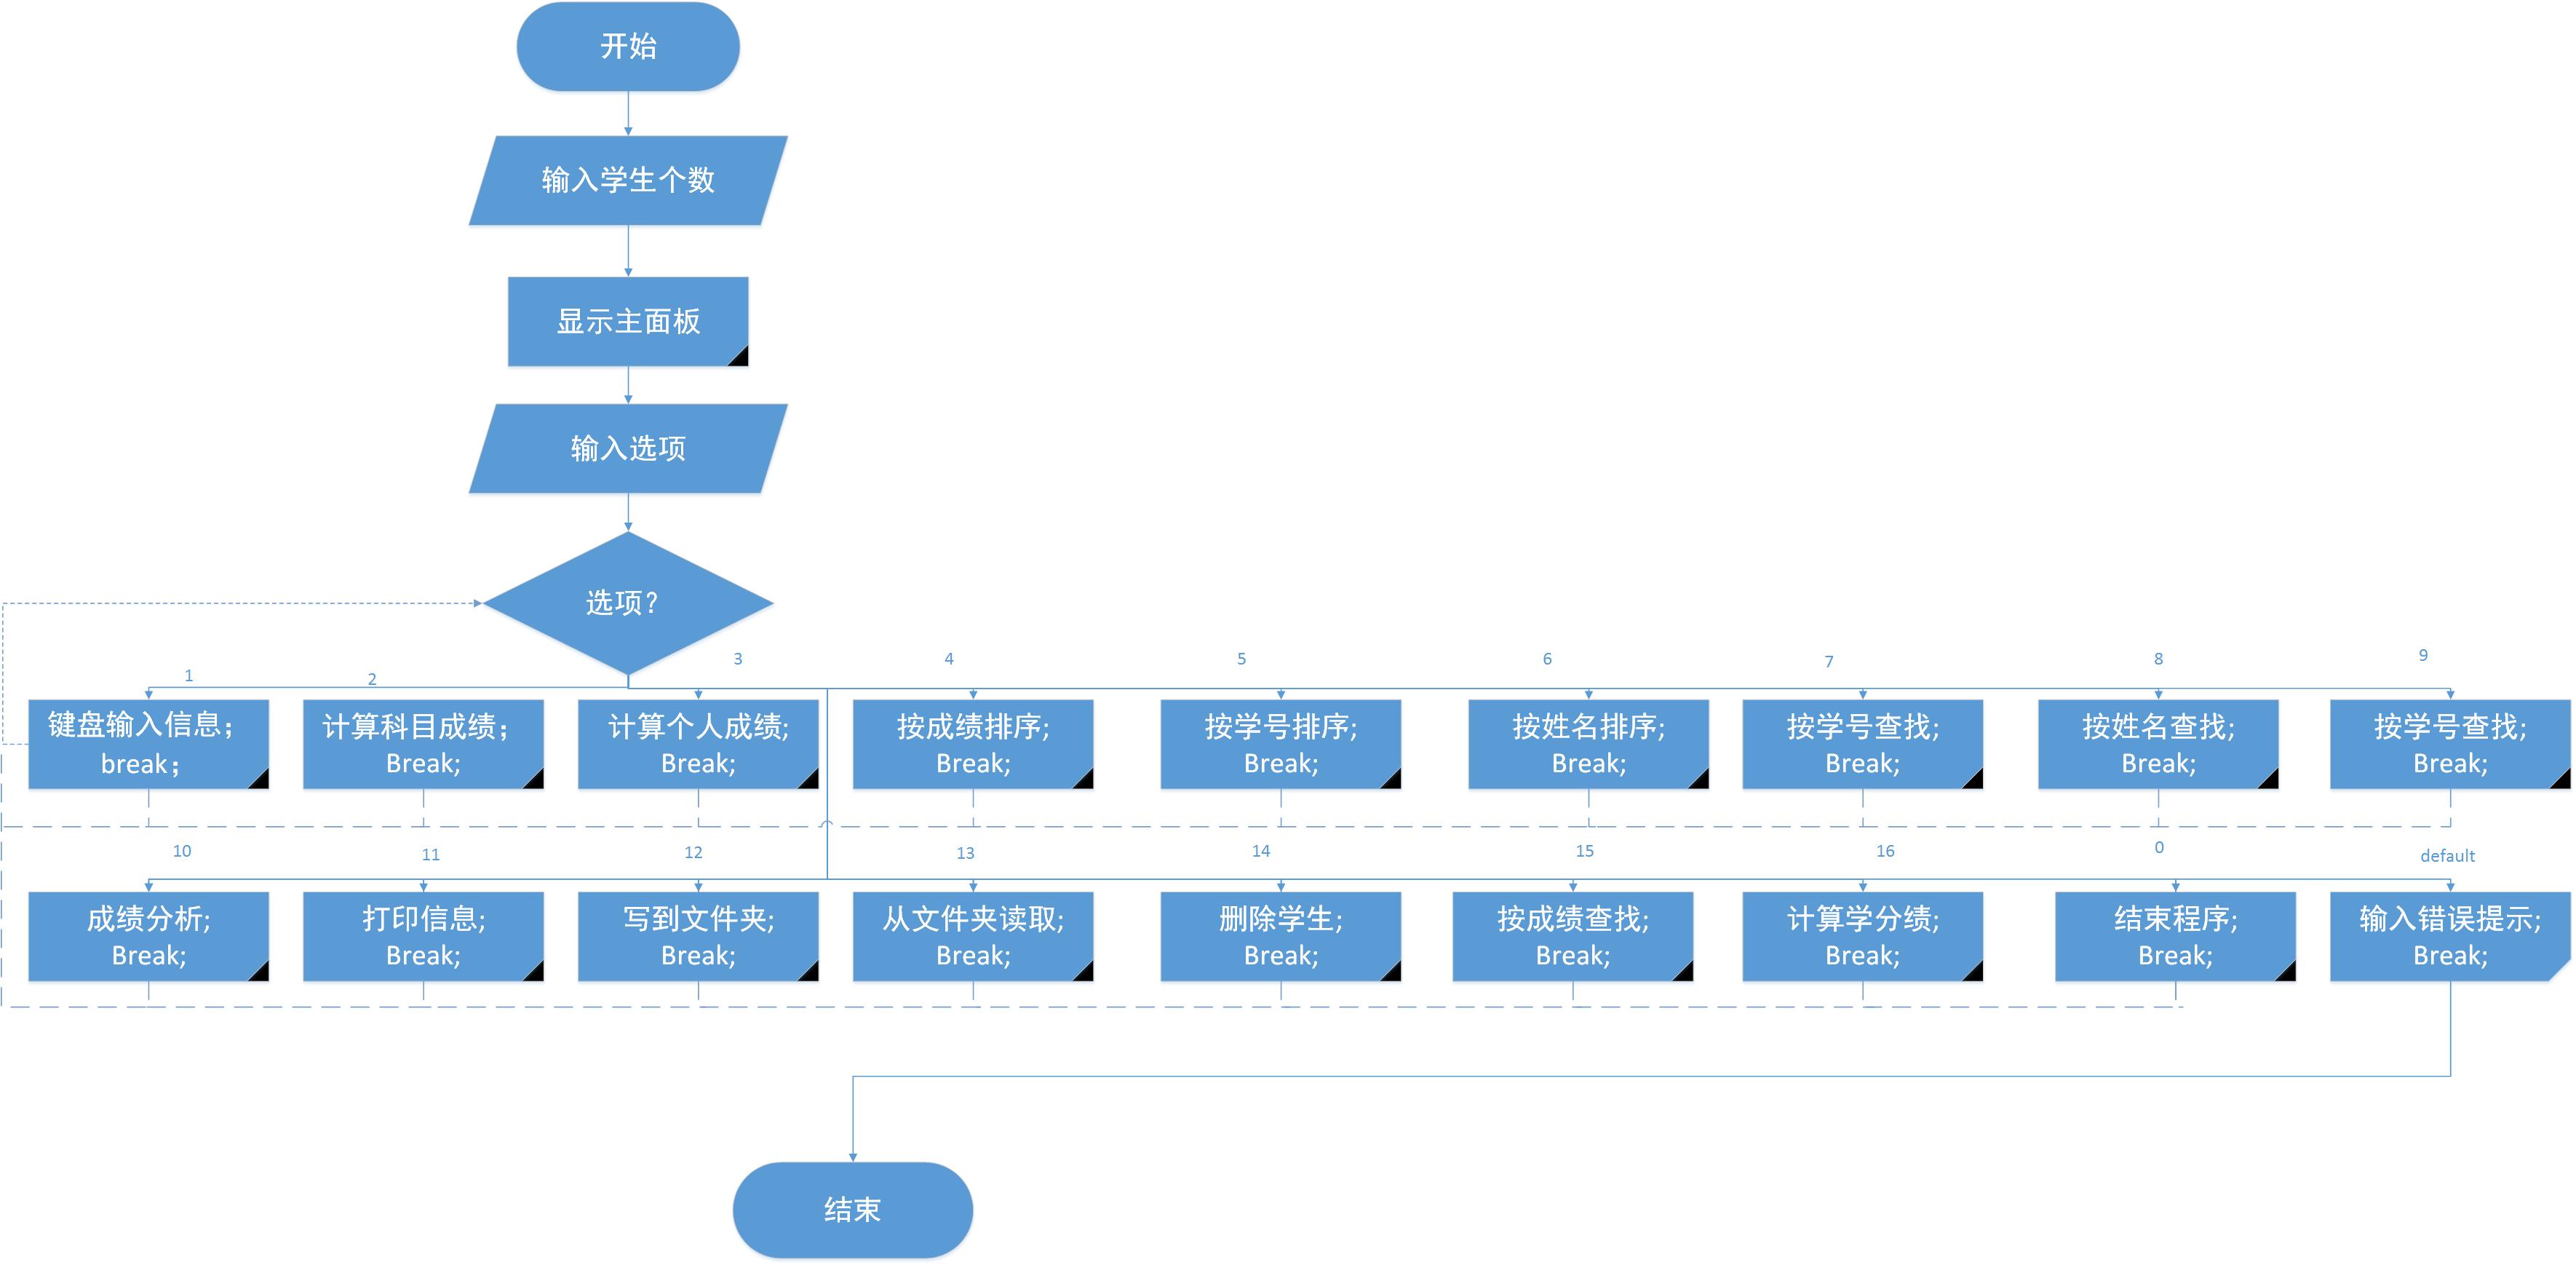 开始
输入学生个数
显示主面板
输入选项
选项?
1
2
3
4
5
6
7
8
9
键盘输入信息；
break；
计算科目成绩；
Break;
计算个人成绩;
Break;
按成绩排序;
Break;
按学号排序;
Break;
按姓名排序;
Break;
按学号查找;
Break;
按姓名查找;
Break;
按学号查找;
Break;
10
11
12
13
14
15
16
0
default
成绩分析;
Break;
打印信息;
Break;
写到文件夹;
Break;
从文件夹读取;
Break;
删除学生;
Break;
按成绩查找;
Break;
计算学分绩;
Break;
结束程序;
Break;
输入错误提示;
Break;
结束